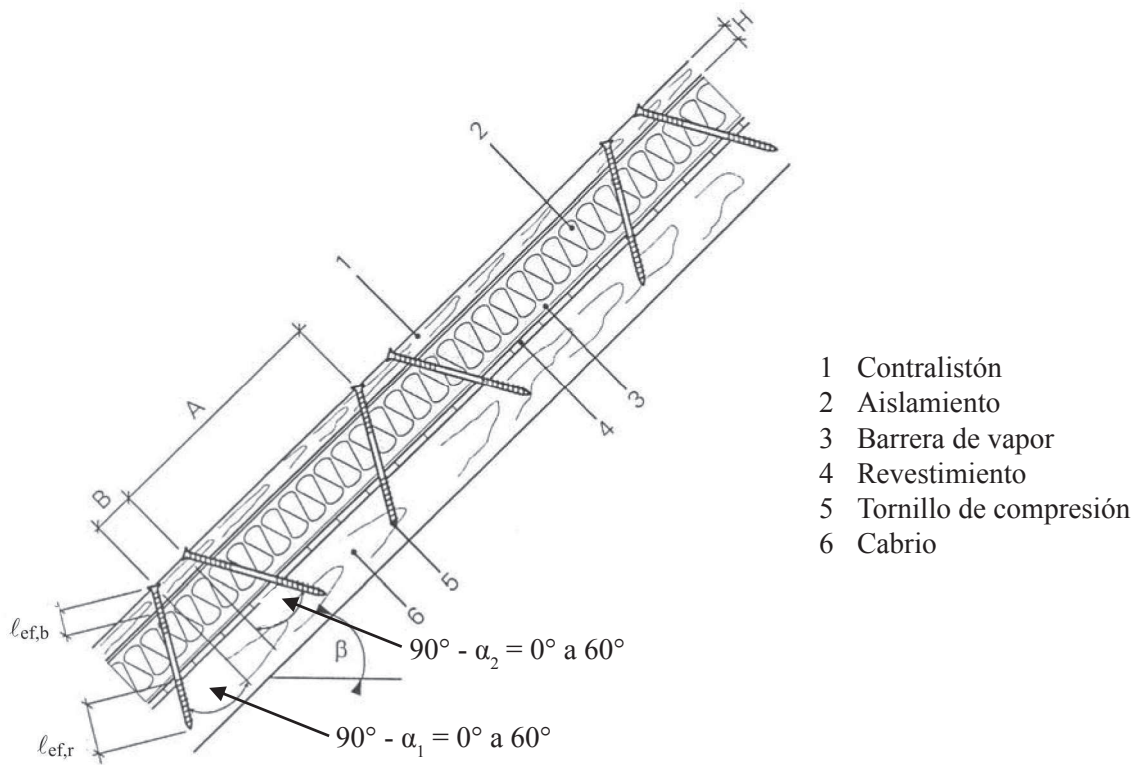 H
2
1
A
3
4
B
5
6
ℓef,b
β
90° - α2 = 0° a 60°
90° - α1 = 0° a 60°
ℓef,r
1 Contralistón
2 Aislamiento
3 Barrera de vapor
4 Revestimiento
5 Tornillo de compresión
6 Cabrio